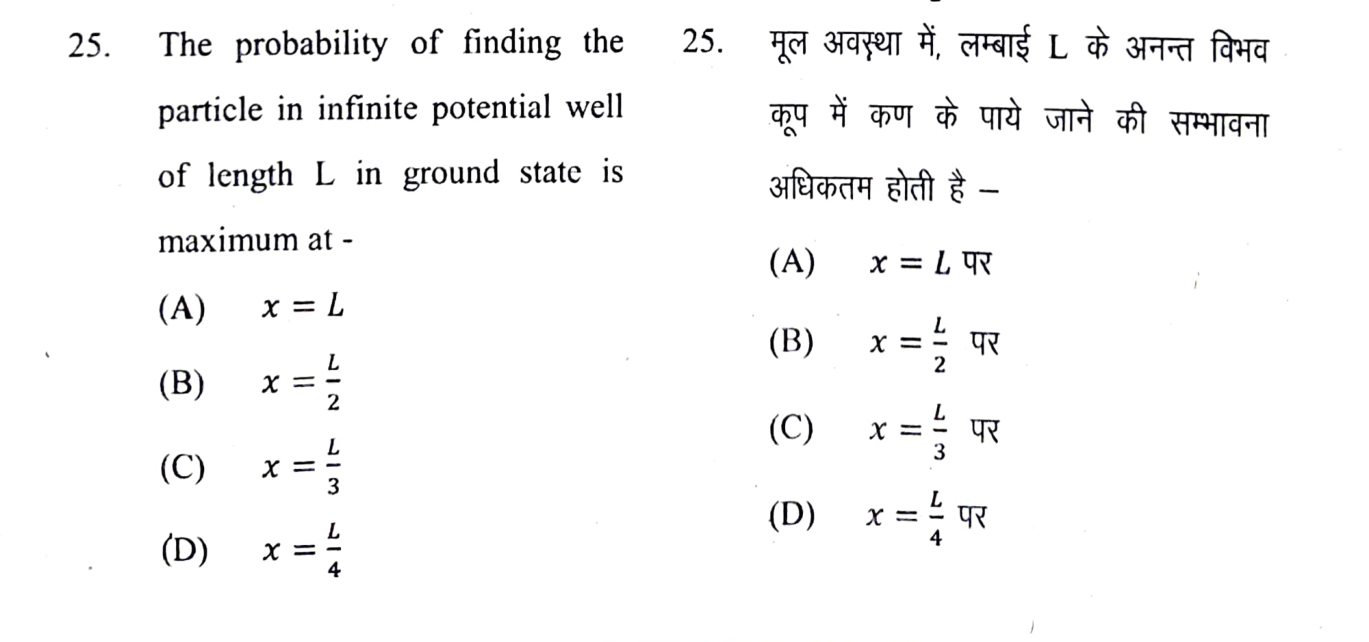 25. The probability of finding the
particle in infinite potential well
of length L in ground state is
maximum at -
(A) x = L
(B) x = L/2
(C) x = L/3
(D) x = L/4
25. मूल अवस्था में, लम्बाई L के अनन्त विभव
कूप में कण के पाये जाने की सम्भावना
अधिकतम होती है –
(A) x = L पर
(B) x = L/2 पर
(C) x = L/3 पर
(D) x = L/4 पर